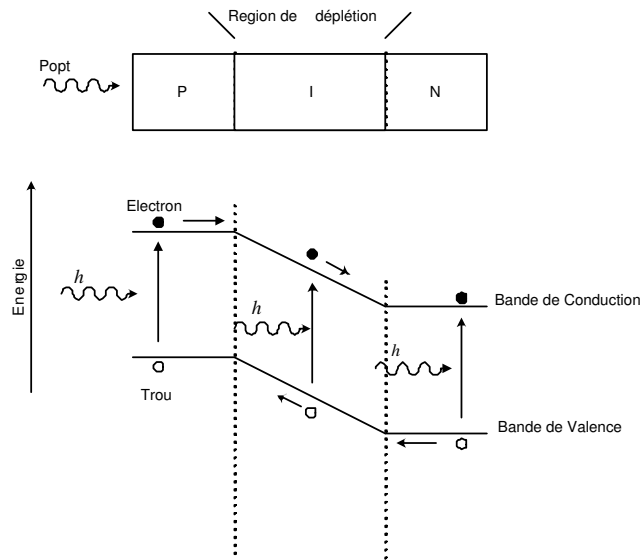 Region de déplétion
Popt
P I N
Energie
Electron
h
h
h
Bande de Conduction
Trou
Bande de Valence